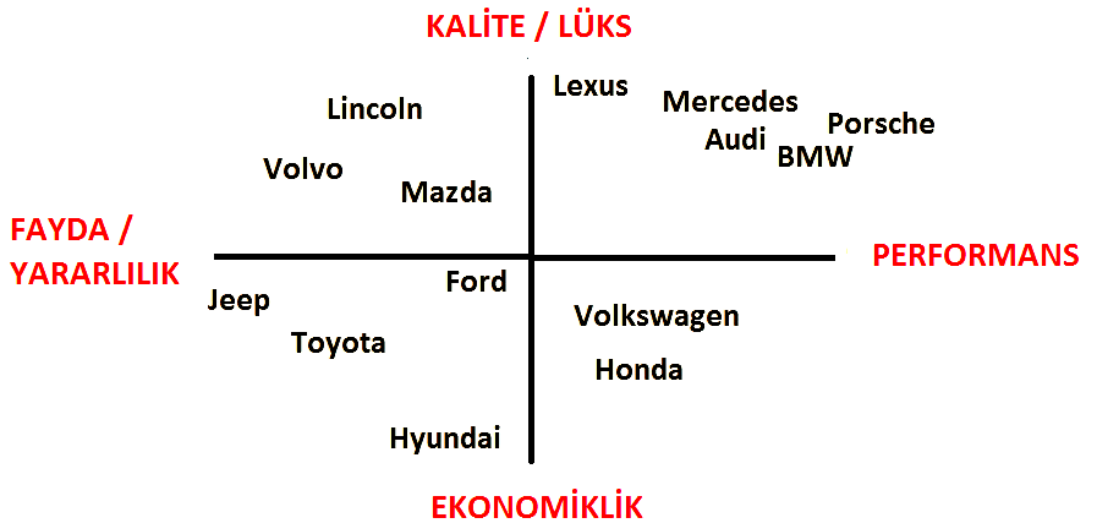 KALİTE / LÜKS
Lexus
Mercedes
Lincoln
Porsche
Audi
BMW
Volvo
Mazda
FAYDA /
YARARLILIK
PERFORMANS
Ford
Jeep
Volkswagen
Toyota
Honda
Hyundai
EKONOMİKLİK